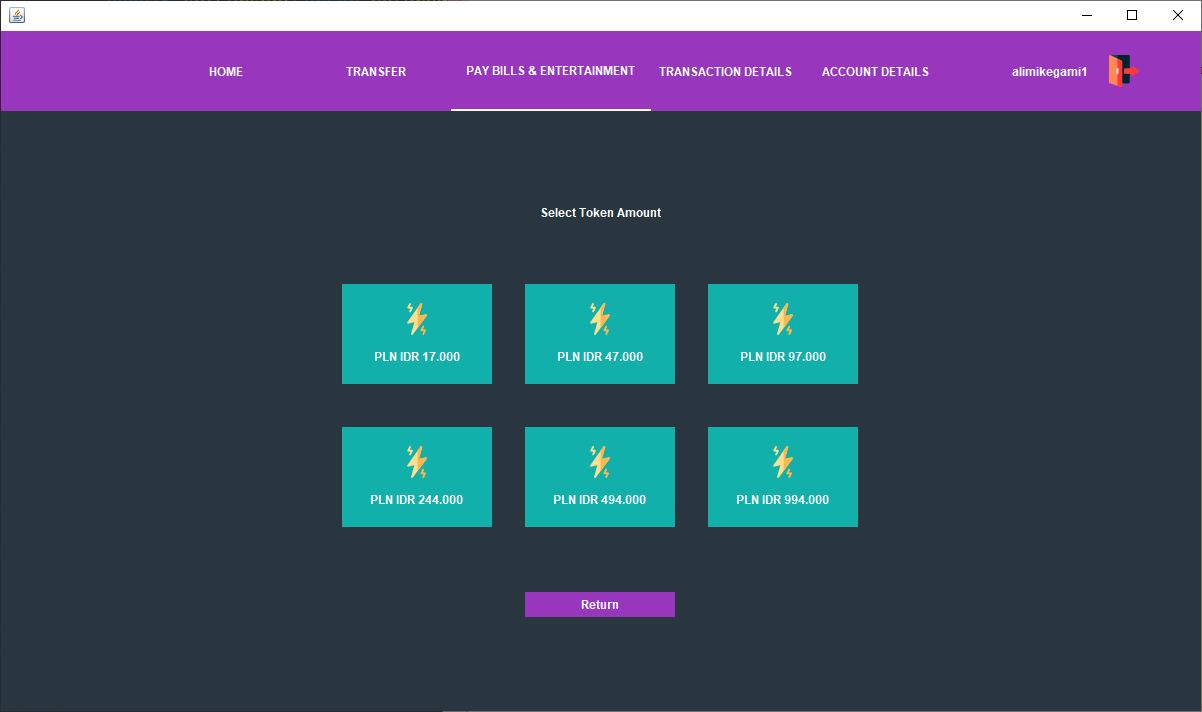 HOME TRANSFER PAY BILLS & ENTERTAINMENT TRANSACTION DETAILS ACCOUNT DETAILS alimikegami1
Select Token Amount
PLN IDR 17.000 PLN IDR 47.000 PLN IDR 97.000
PLN IDR 244.000 PLN IDR 494.000 PLN IDR 994.000
Return